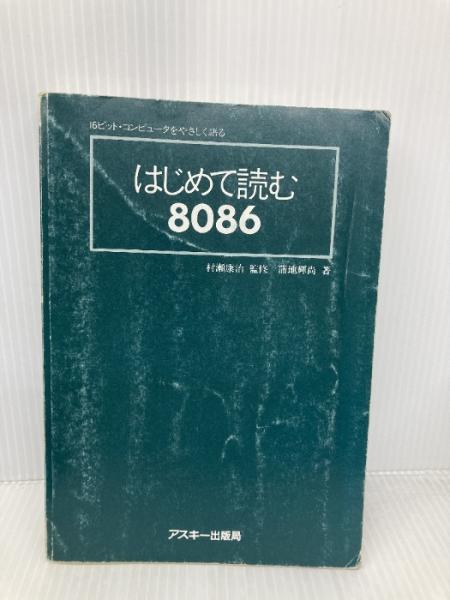 16ビット・コンピュータをやさしく語る
はじめて読む
8086
村瀬康治 監修 蒲地輝尚 著
アスキー出版局